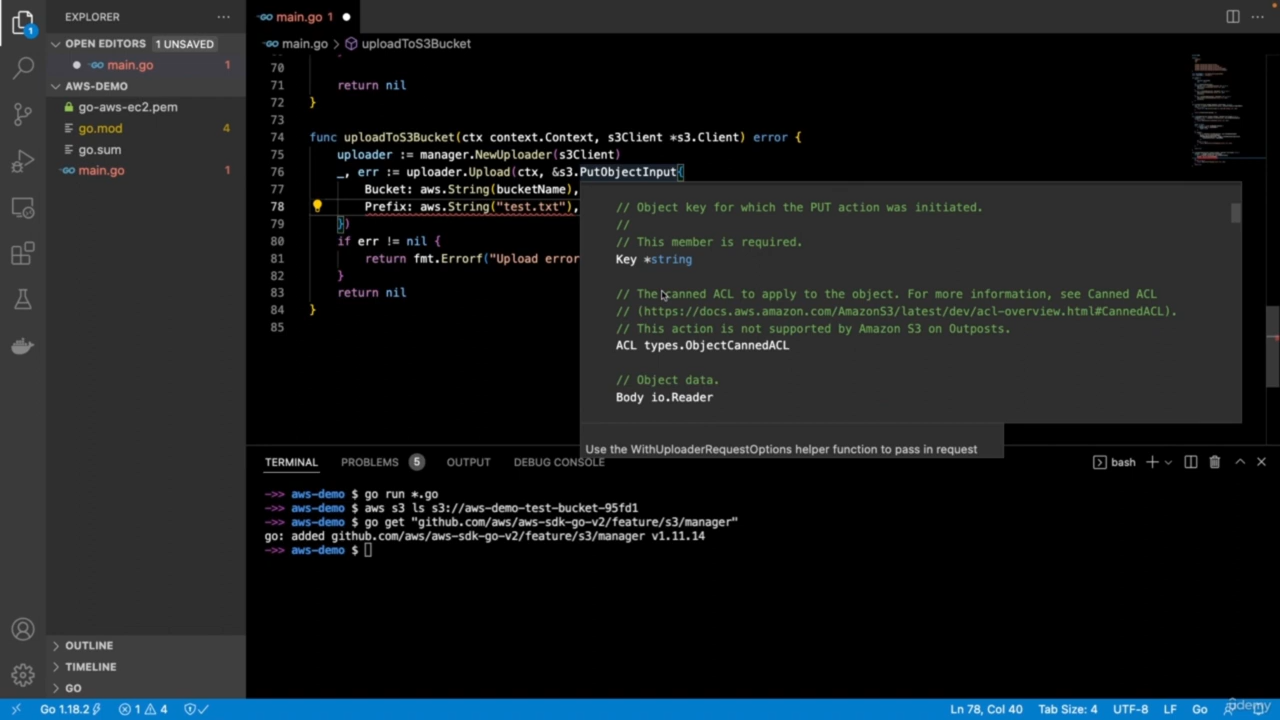 EXPLORER
main.go 1
OPEN EDITORS 1 UNSAVED
main.go 1
main.go > uploadToS3Bucket
AWS-DEMO
go-aws-ec2.pem
go.mod 4
go.sum
main.go 1
1
70
71 return nil
72 }
73
74 func uploadToS3Bucket(ctx context.Context, s3Client *s3.Client) error {
75 uploader := manager.NewUploader(s3Client)
76 _, err := uploader.Upload(ctx, &s3.PutObjectInput{
77 Bucket: aws.String(bucketName),
78 Prefix: aws.String("test.txt"),
79 })
80 if err != nil {
81 return fmt.Errorf("Upload error
82 }
83 return nil
84 }
85
// Object key for which the PUT action was initiated.
//
// This member is required.
Key *string
// The canned ACL to apply to the object. For more information, see Canned ACL
// (https://docs.aws.amazon.com/AmazonS3/latest/dev/acl-overview.html#CannedACL).
// This action is not supported by Amazon S3 on Outposts.
ACL types.ObjectCannedACL
// Object data.
Body io.Reader
Use the WithUploaderRequestOptions helper function to pass in request
TERMINAL PROBLEMS 5 OUTPUT DEBUG CONSOLE bash
->> aws-demo $ go run *.go
->> aws-demo $ aws s3 ls s3://aws-demo-test-bucket-95fd1
->> aws-demo $ go get "github.com/aws/aws-sdk-go-v2/feature/s3/manager"
go: added github.com/aws/aws-sdk-go-v2/feature/s3/manager v1.11.14
->> aws-demo $
OUTLINE
TIMELINE
GO
Go 1.18.2 1 4 Ln 78, Col 40 Tab Size: 4 UTF-8 LF Go
udemy